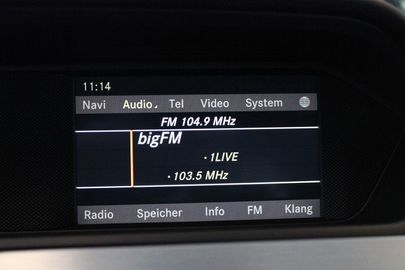 11:14
Navi Audio Tel Video System
FM 104.9 MHz
bigFM
· 1LIVE
· 103.5 MHz
Radio Speicher Info FM Klang